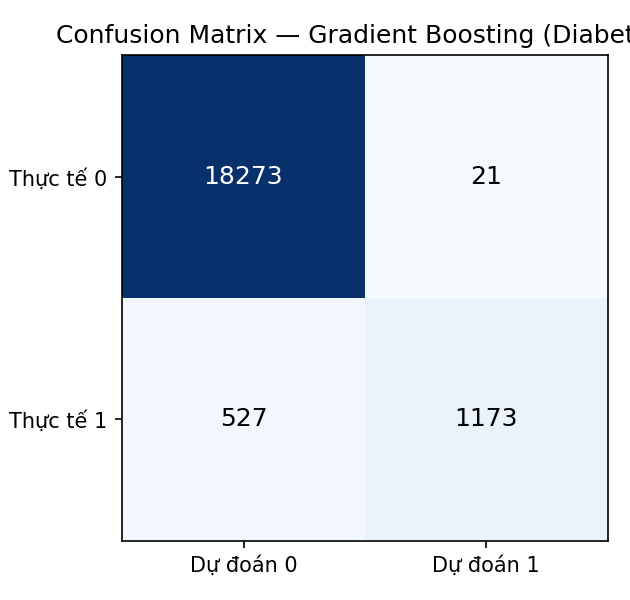 Confusion Matrix — Gradient Boosting (Diabet
Thực tế 0
18273
21
Thực tế 1
527
1173
Dự đoán 0
Dự đoán 1